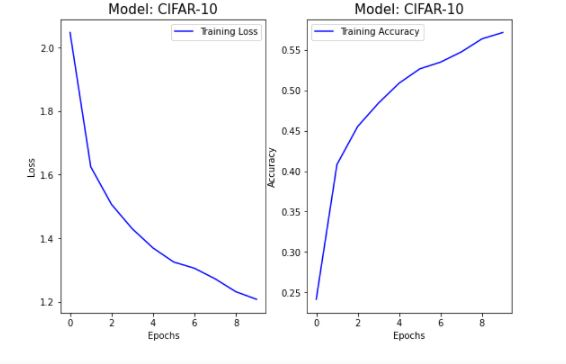 Model: CIFAR-10
Training Loss
2.0
1.8
1.6
1.4
1.2
Loss
0 2 4 6 8
Epochs
Model: CIFAR-10
Training Accuracy
0.55
0.50
0.45
0.40
0.35
0.30
0.25
Accuracy
0 2 4 6 8
Epochs